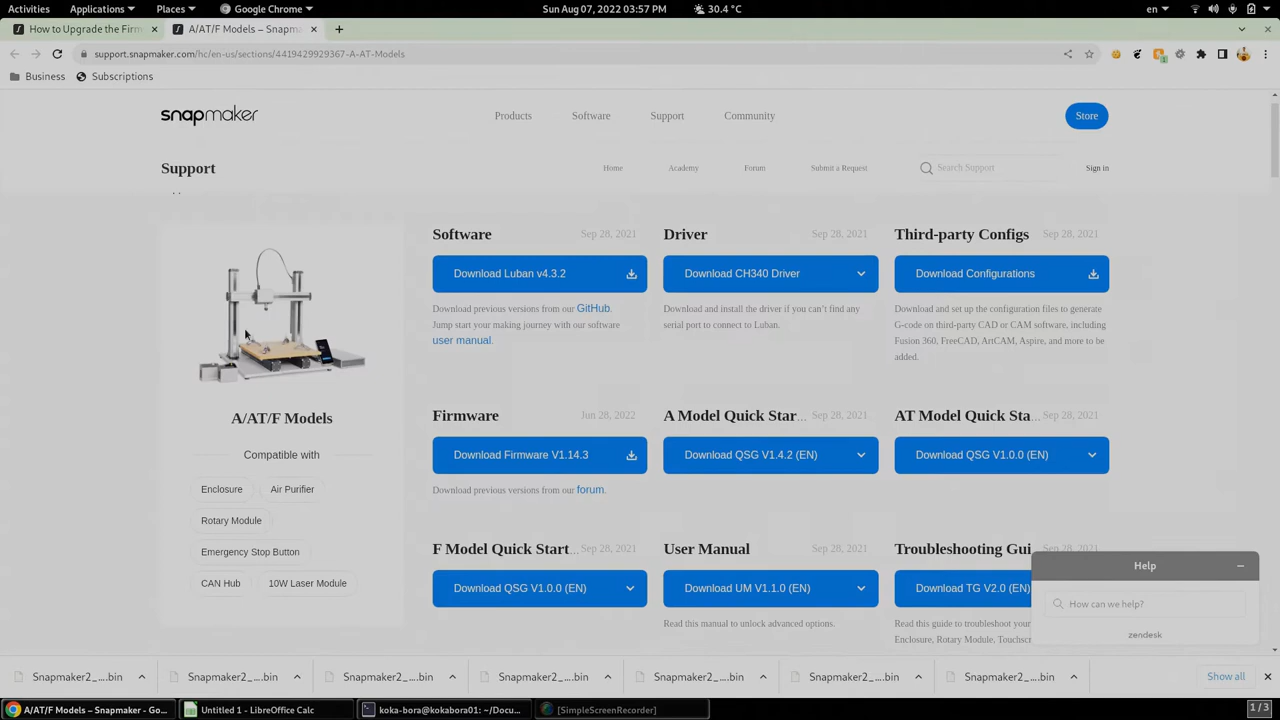 Activities Applications Places Google Chrome Sun Aug 07, 2022 03:57 PM 30.4 °C en
How to Upgrade the Firm A/AT/F Models – Snapma
support.snapmaker.com/hc/en-us/sections/4419429929367-A-AT-Models
Business Subscriptions
snapmaker Products Software Support Community Store
Support Home Academy Forum Submit a Request Search Support Sign in
Software Sep 28, 2021 Driver Sep 28, 2021 Third-party Configs Sep 28, 2021
Download Luban v4.3.2 Download CH340 Driver Download Configurations
Download previous versions from our GitHub.
Jump start your making journey with our software
user manual.
Download and install the driver if you can't find any
serial port to connect to Luban.
Download and set up the configuration files to generate
G-code on third-party CAD or CAM software, including
Fusion 360, FreeCAD, ArtCAM, Aspire, and more to be
added.
A/AT/F Models
Compatible with
Enclosure Air Purifier
Rotary Module
Emergency Stop Button
CAN Hub 10W Laser Module
Firmware Jun 28, 2022 A Model Quick Star... Sep 28, 2021 AT Model Quick Sta... Sep 28, 2021
Download Firmware V1.14.3 Download QSG V1.4.2 (EN) Download QSG V1.0.0 (EN)
Download previous versions from our forum.
F Model Quick Start... Sep 28, 2021 User Manual Sep 28, 2021 Troubleshooting Gui
Download QSG V1.0.0 (EN) Download UM V1.1.0 (EN) Download TG V2.0 (EN)
Read this manual to unlock advanced options.
Read this guide to troubleshoot your
Enclosure, Rotary Module, Touchscre
Help
How can we help?
zendesk
Snapmaker2_....bin Snapmaker2_....bin Snapmaker2_....bin Snapmaker2_....bin Snapmaker2_....bin Snapmaker2_....bin Snapmaker2_....bin Show all
A/AT/F Models – Snapmaker - Go... Untitled 1 - LibreOffice Calc koka-bora@kokabora01: ~/Docu... [SimpleScreenRecorder] 1 / 3